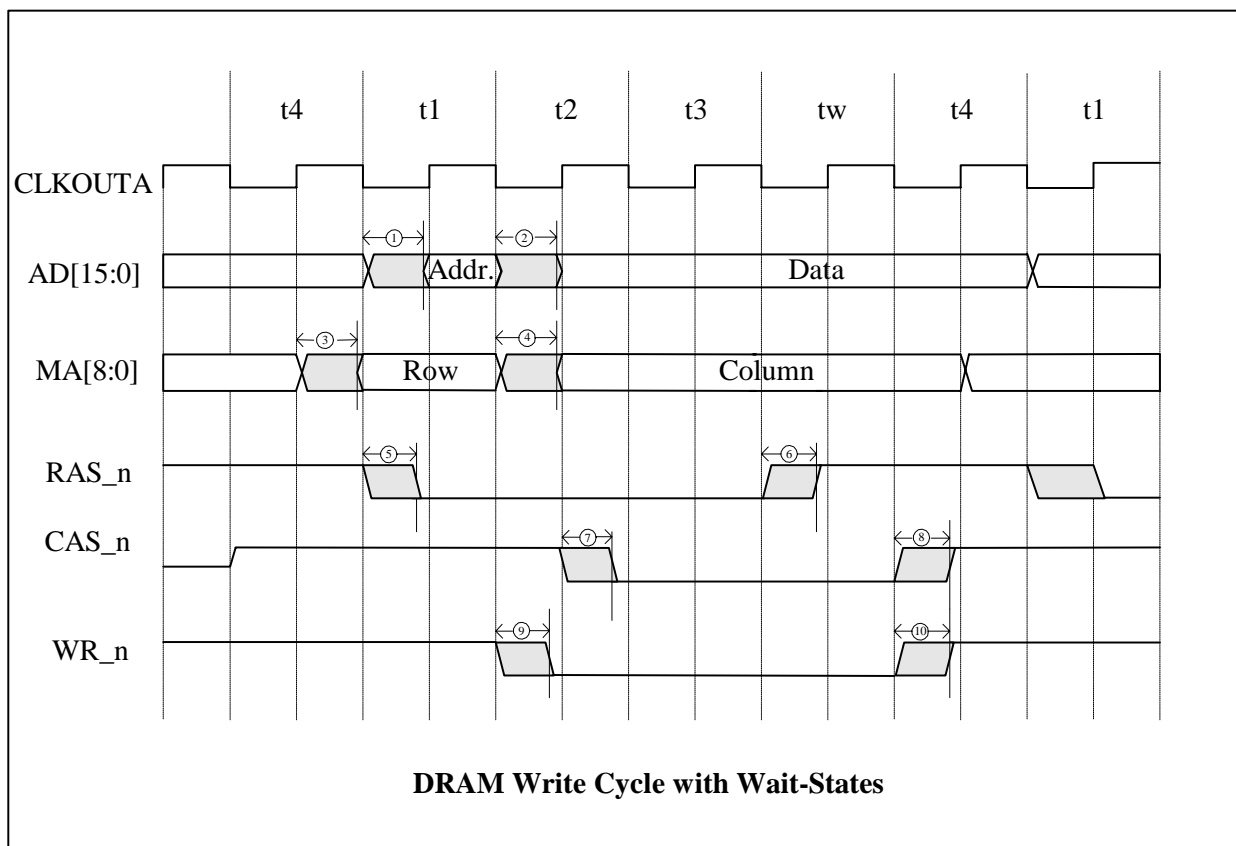 t4 t1 t2 t3 tw t4 t1
CLKOUTA
① ②
AD[15:0] Addr. Data
③ ④
MA[8:0] Row Column
⑤ ⑥
RAS_n
CAS_n ⑦ ⑧
⑨ ⑩
WR_n
DRAM Write Cycle with Wait-States